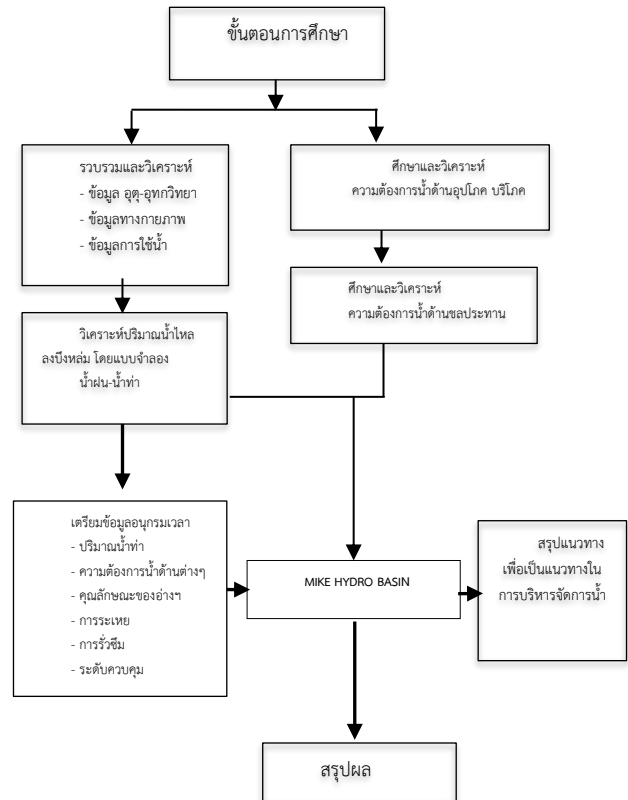 ขั้นตอนการศึกษา
รวบรวมและวิเคราะห์
- ข้อมูล อุตุ-อุทกวิทยา
- ข้อมูลทางกายภาพ
- ข้อมูลการใช้น้ำ
ศึกษาและวิเคราะห์
ความต้องการน้ำด้านอุปโภค บริโภค
ศึกษาและวิเคราะห์
ความต้องการน้ำด้านชลประทาน
วิเคราะห์ปริมาณน้ำไหล
ลงบึงหล่ม โดยแบบจำลอง
น้ำฝน-น้ำท่า
เตรียมข้อมูลอนุกรมเวลา
- ปริมาณน้ำท่า
- ความต้องการน้ำด้านต่างๆ
- คุณลักษณะของอ่างฯ
- การระเหย
- การรั่วซึม
- ระดับควบคุม
MIKE HYDRO BASIN
สรุปแนวทาง
เพื่อเป็นแนวทางใน
การบริหารจัดการน้ำ
สรุปผล